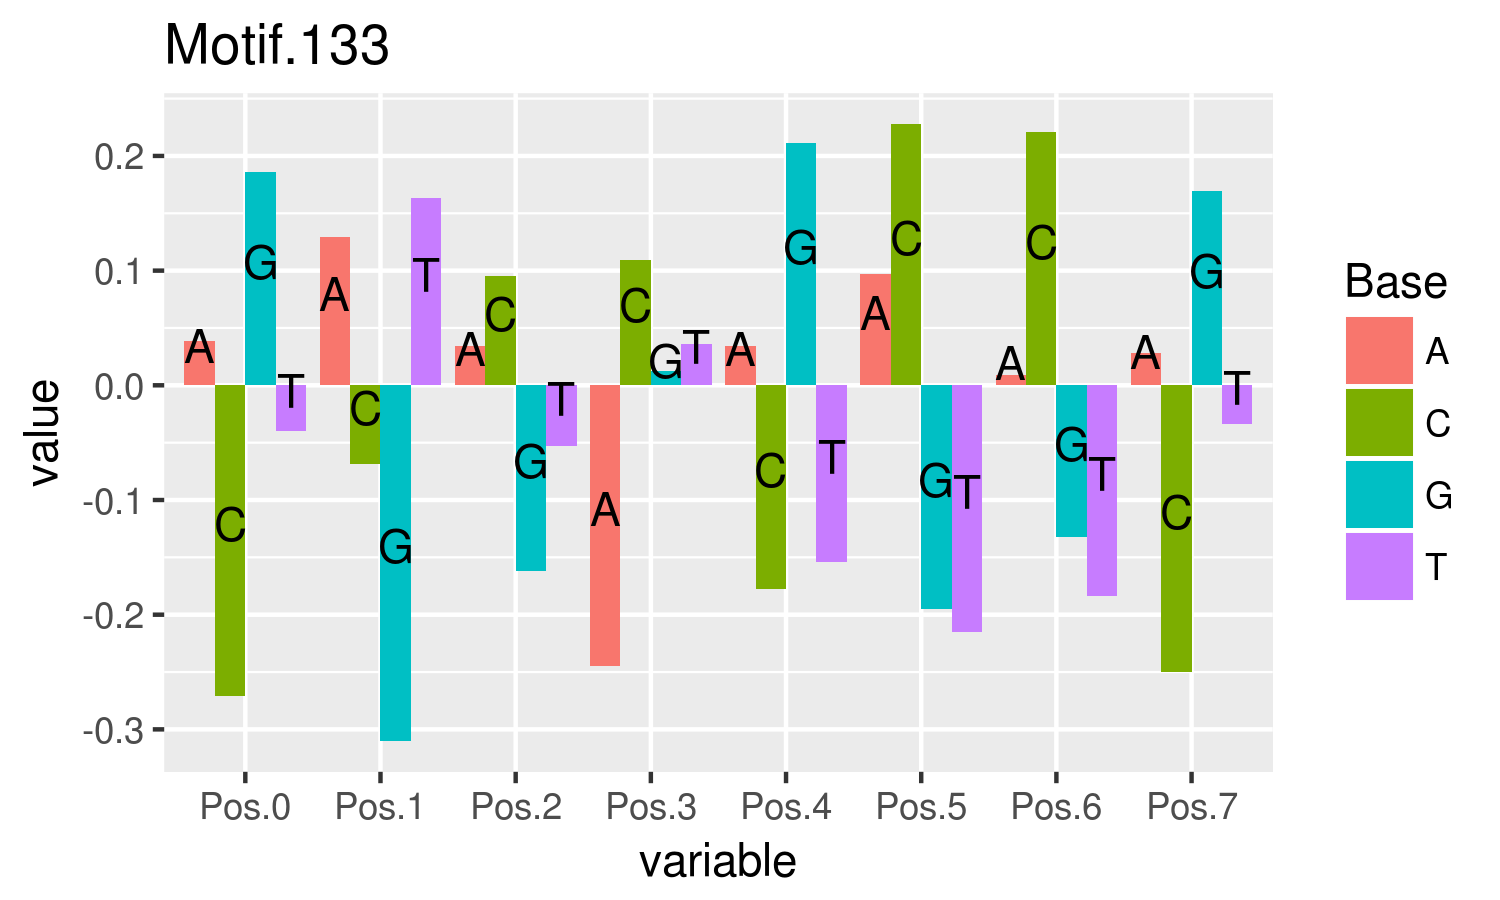 Motif.133
value
0.2
0.1
0.0
-0.1
-0.2
-0.3
A C G T
A C G T
A C G T
A C G T
A C G T
A C G T
A C G T
A C G T
Pos.0 Pos.1 Pos.2 Pos.3 Pos.4 Pos.5 Pos.6 Pos.7
variable
Base
A
C
G
T